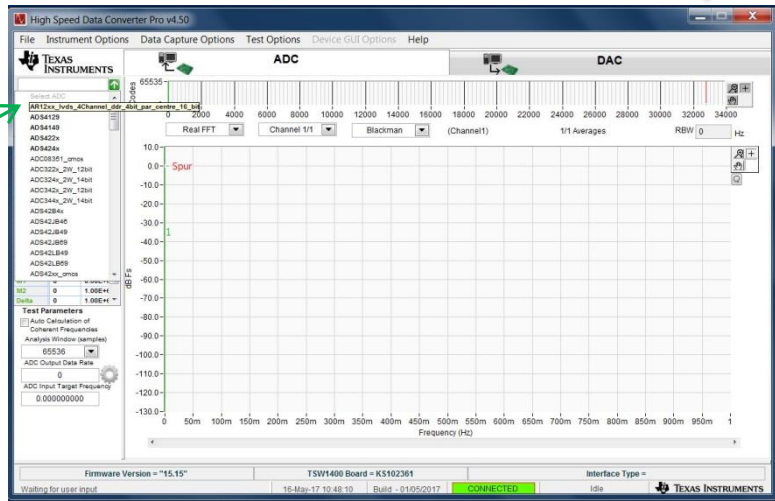 High Speed Data Converter Pro v4.50
File Instrument Options Data Capture Options Test Options Device GUI Options Help
TEXAS INSTRUMENTS
ADC
DAC
Codes
65535
0 2000 4000 6000 8000 10000 12000 14000 16000 18000 20000 22000 24000 26000 28000 30000 32000 34000
Real FFT Channel 1/1 Blackman (Channel1) 1/1 Averages RBW 0 Hz
Select ADC
AR12xx_lvds_4Channel_ddr_4bit_par_centre_16_bit
ADS4129
ADS4149
ADS422x
ADS424x
ADC08351_cmos
ADC322x_2W_12bit
ADC324x_2W_14bit
ADC342x_2W_12bit
ADC344x_2W_14bit
ADS42B4x
ADS42JB46
ADS42JB49
ADS42JB69
ADS42LB49
ADS42LB69
ADS42xx_cmos
M2 0 1.00E+
Delta 0 1.00E+
Test Parameters
Auto Calculation of
Coherent Frequencies
Analysis Window (samples)
65536
ADC Output Data Rate
0
ADC Input Target Frequency
0.000000000
dBFs
10.0
0.0
-10.0
-20.0
-30.0
-40.0
-50.0
-60.0
-70.0
-80.0
-90.0
-100.0
-110.0
-120.0
-130.0
Spur
1
0 50m 100m 150m 200m 250m 300m 350m 400m 450m 500m 550m 600m 650m 700m 750m 800m 850m 900m 950m 1
Frequency (Hz)
Firmware Version = "15.15" TSW1400 Board = KS102361 Interface Type =
Waiting for user input 16-May-17 10:48:10 Build - 01/05/2017 CONNECTED Idle TEXAS INSTRUMENTS